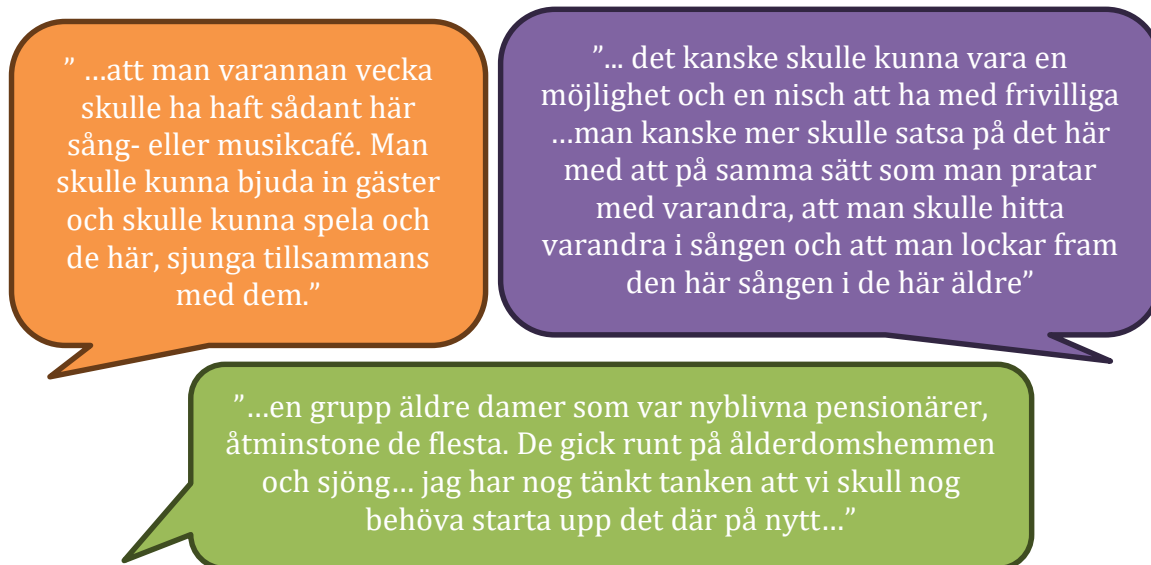 ” …att man varannan vecka
skulle ha haft sådant här
sång- eller musikcafé. Man
skulle kunna bjuda in gäster
och skulle kunna spela och
de här, sjunga tillsammans
med dem.”
”... det kanske skulle kunna vara en
möjlighet och en nisch att ha med frivilliga
…man kanske mer skulle satsa på det här
med att på samma sätt som man pratar
med varandra, att man skulle hitta
varandra i sången och att man lockar fram
den här sången i de här äldre”
”…en grupp äldre damer som var nyblivna pensionärer,
åtminstone de flesta. De gick runt på ålderdomshemmen
och sjöng… jag har nog tänkt tanken att vi skull nog
behöva starta upp det där på nytt…”